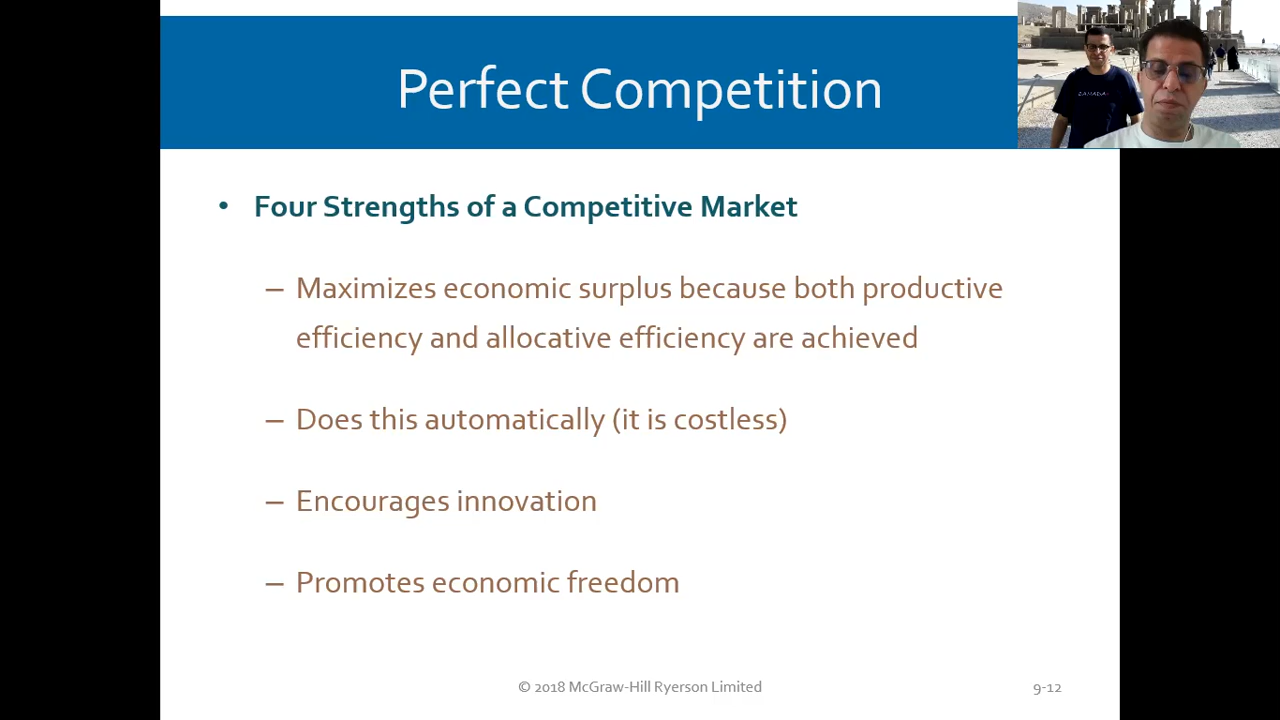 Perfect Competition
CANADA
• Four Strengths of a Competitive Market
– Maximizes economic surplus because both productive
efficiency and allocative efficiency are achieved
– Does this automatically (it is costless)
– Encourages innovation
– Promotes economic freedom
© 2018 McGraw-Hill Ryerson Limited
9-12